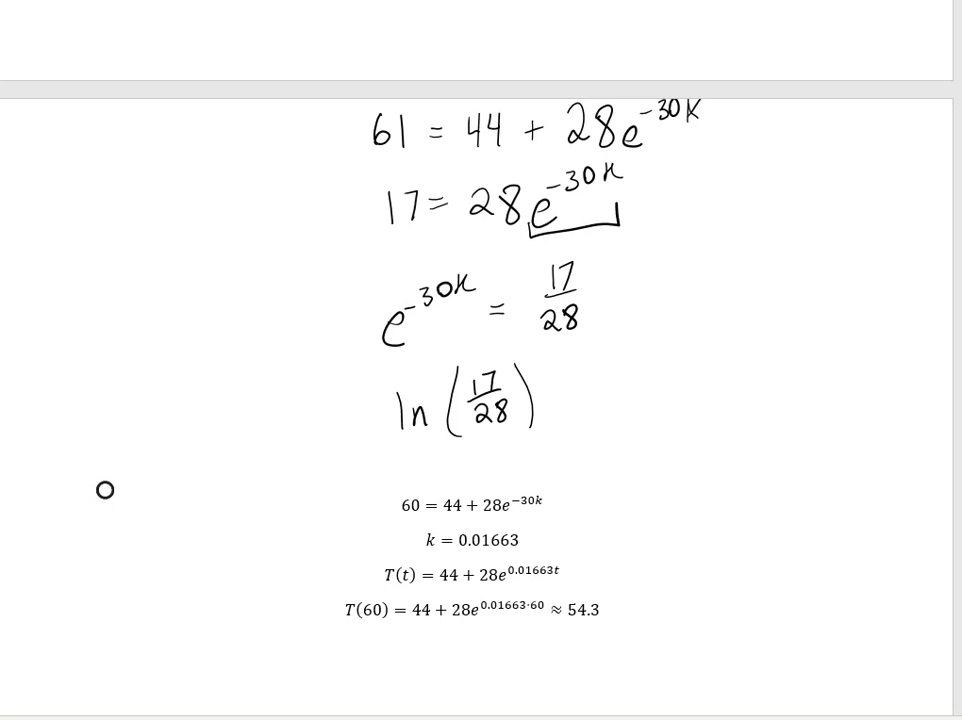 61 = 44 + 28e^{-30k}
17 = 28e^{-30k}
e^{-30k} = 17/28
ln(17/28)
60 = 44 + 28e^{−30k}
k = 0.01663
T(t) = 44 + 28e^{0.01663t}
T(60) = 44 + 28e^{0.01663·60} ≈ 54.3